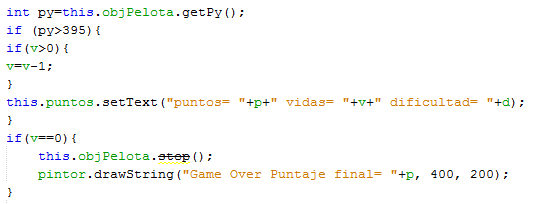 int py=this.objPelota.getPy();
if (py>395){
if(v>0){
v=v-1;
}
this.puntos.setText("puntos= "+p+" vidas= "+v+" dificultad= "+d);
}
if(v==0){
this.objPelota.stop();
pintor.drawString("Game Over Puntaje final= "+p, 400, 200);
}